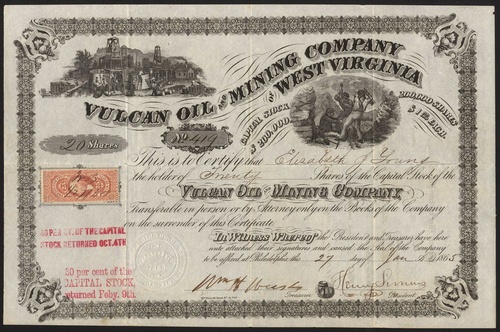 VULCAN OIL AND MINING COMPANY
OF WEST VIRGINIA
CAPITAL STOCK
$200,000
200,000 SHARES
$1 EACH.
20 Shares
No 419
This is to Certify that Elizabeth J Young
the holder of Twenty Shares of the Capital Stock of the
VULCAN OIL AND MINING COMPANY
Transferable in person or by Attorney only on the Books of the Company
on the surrender of this Certificate
In Witness Whereof the President and Treasurer have here
unto attached their signatures and caused the Seal of the Company
to be affixed at Philadelphia this 27 day of Jan 1865
PER CT. OF THE CAPITAL
STOCK RETURNED OCT.
50 per cent of the
CAPITAL STOCK,
returned Feby. 9th.
Treasurer
President